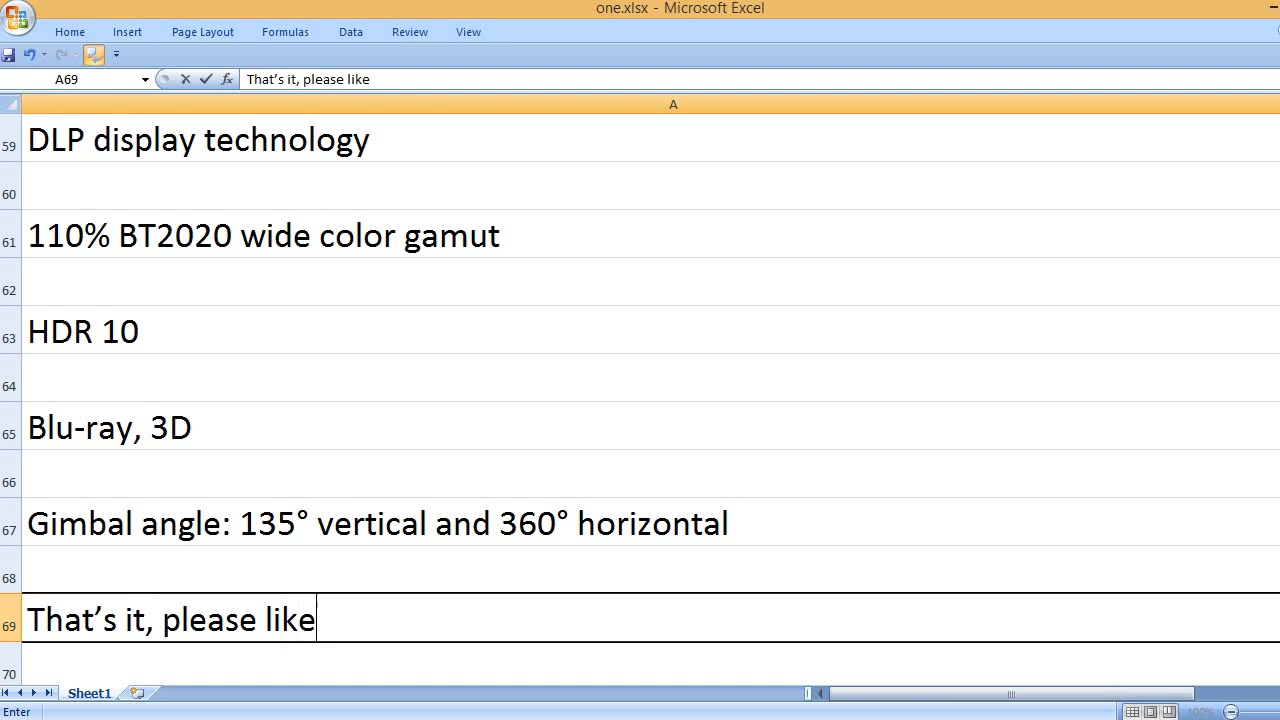 one.xlsx - Microsoft Excel
Home Insert Page Layout Formulas Data Review View
A69 fx That’s it, please like
A
59 DLP display technology
60
61 110% BT2020 wide color gamut
62
63 HDR 10
64
65 Blu-ray, 3D
66
67 Gimbal angle: 135° vertical and 360° horizontal
68
69 That’s it, please like
70
Sheet1
Enter 100%